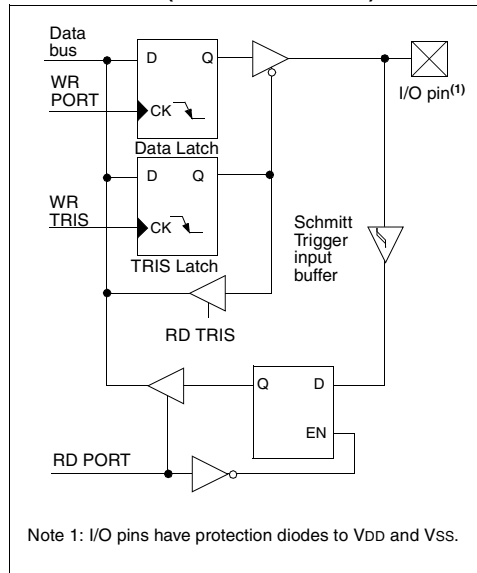 Data
bus
D Q
WR
PORT
CK
I/O pin(1)
Data Latch
D Q
WR
TRIS
CK
Schmitt
Trigger
input
buffer
TRIS Latch
RD TRIS
Q D
EN
RD PORT
Note 1: I/O pins have protection diodes to VDD and VSS.